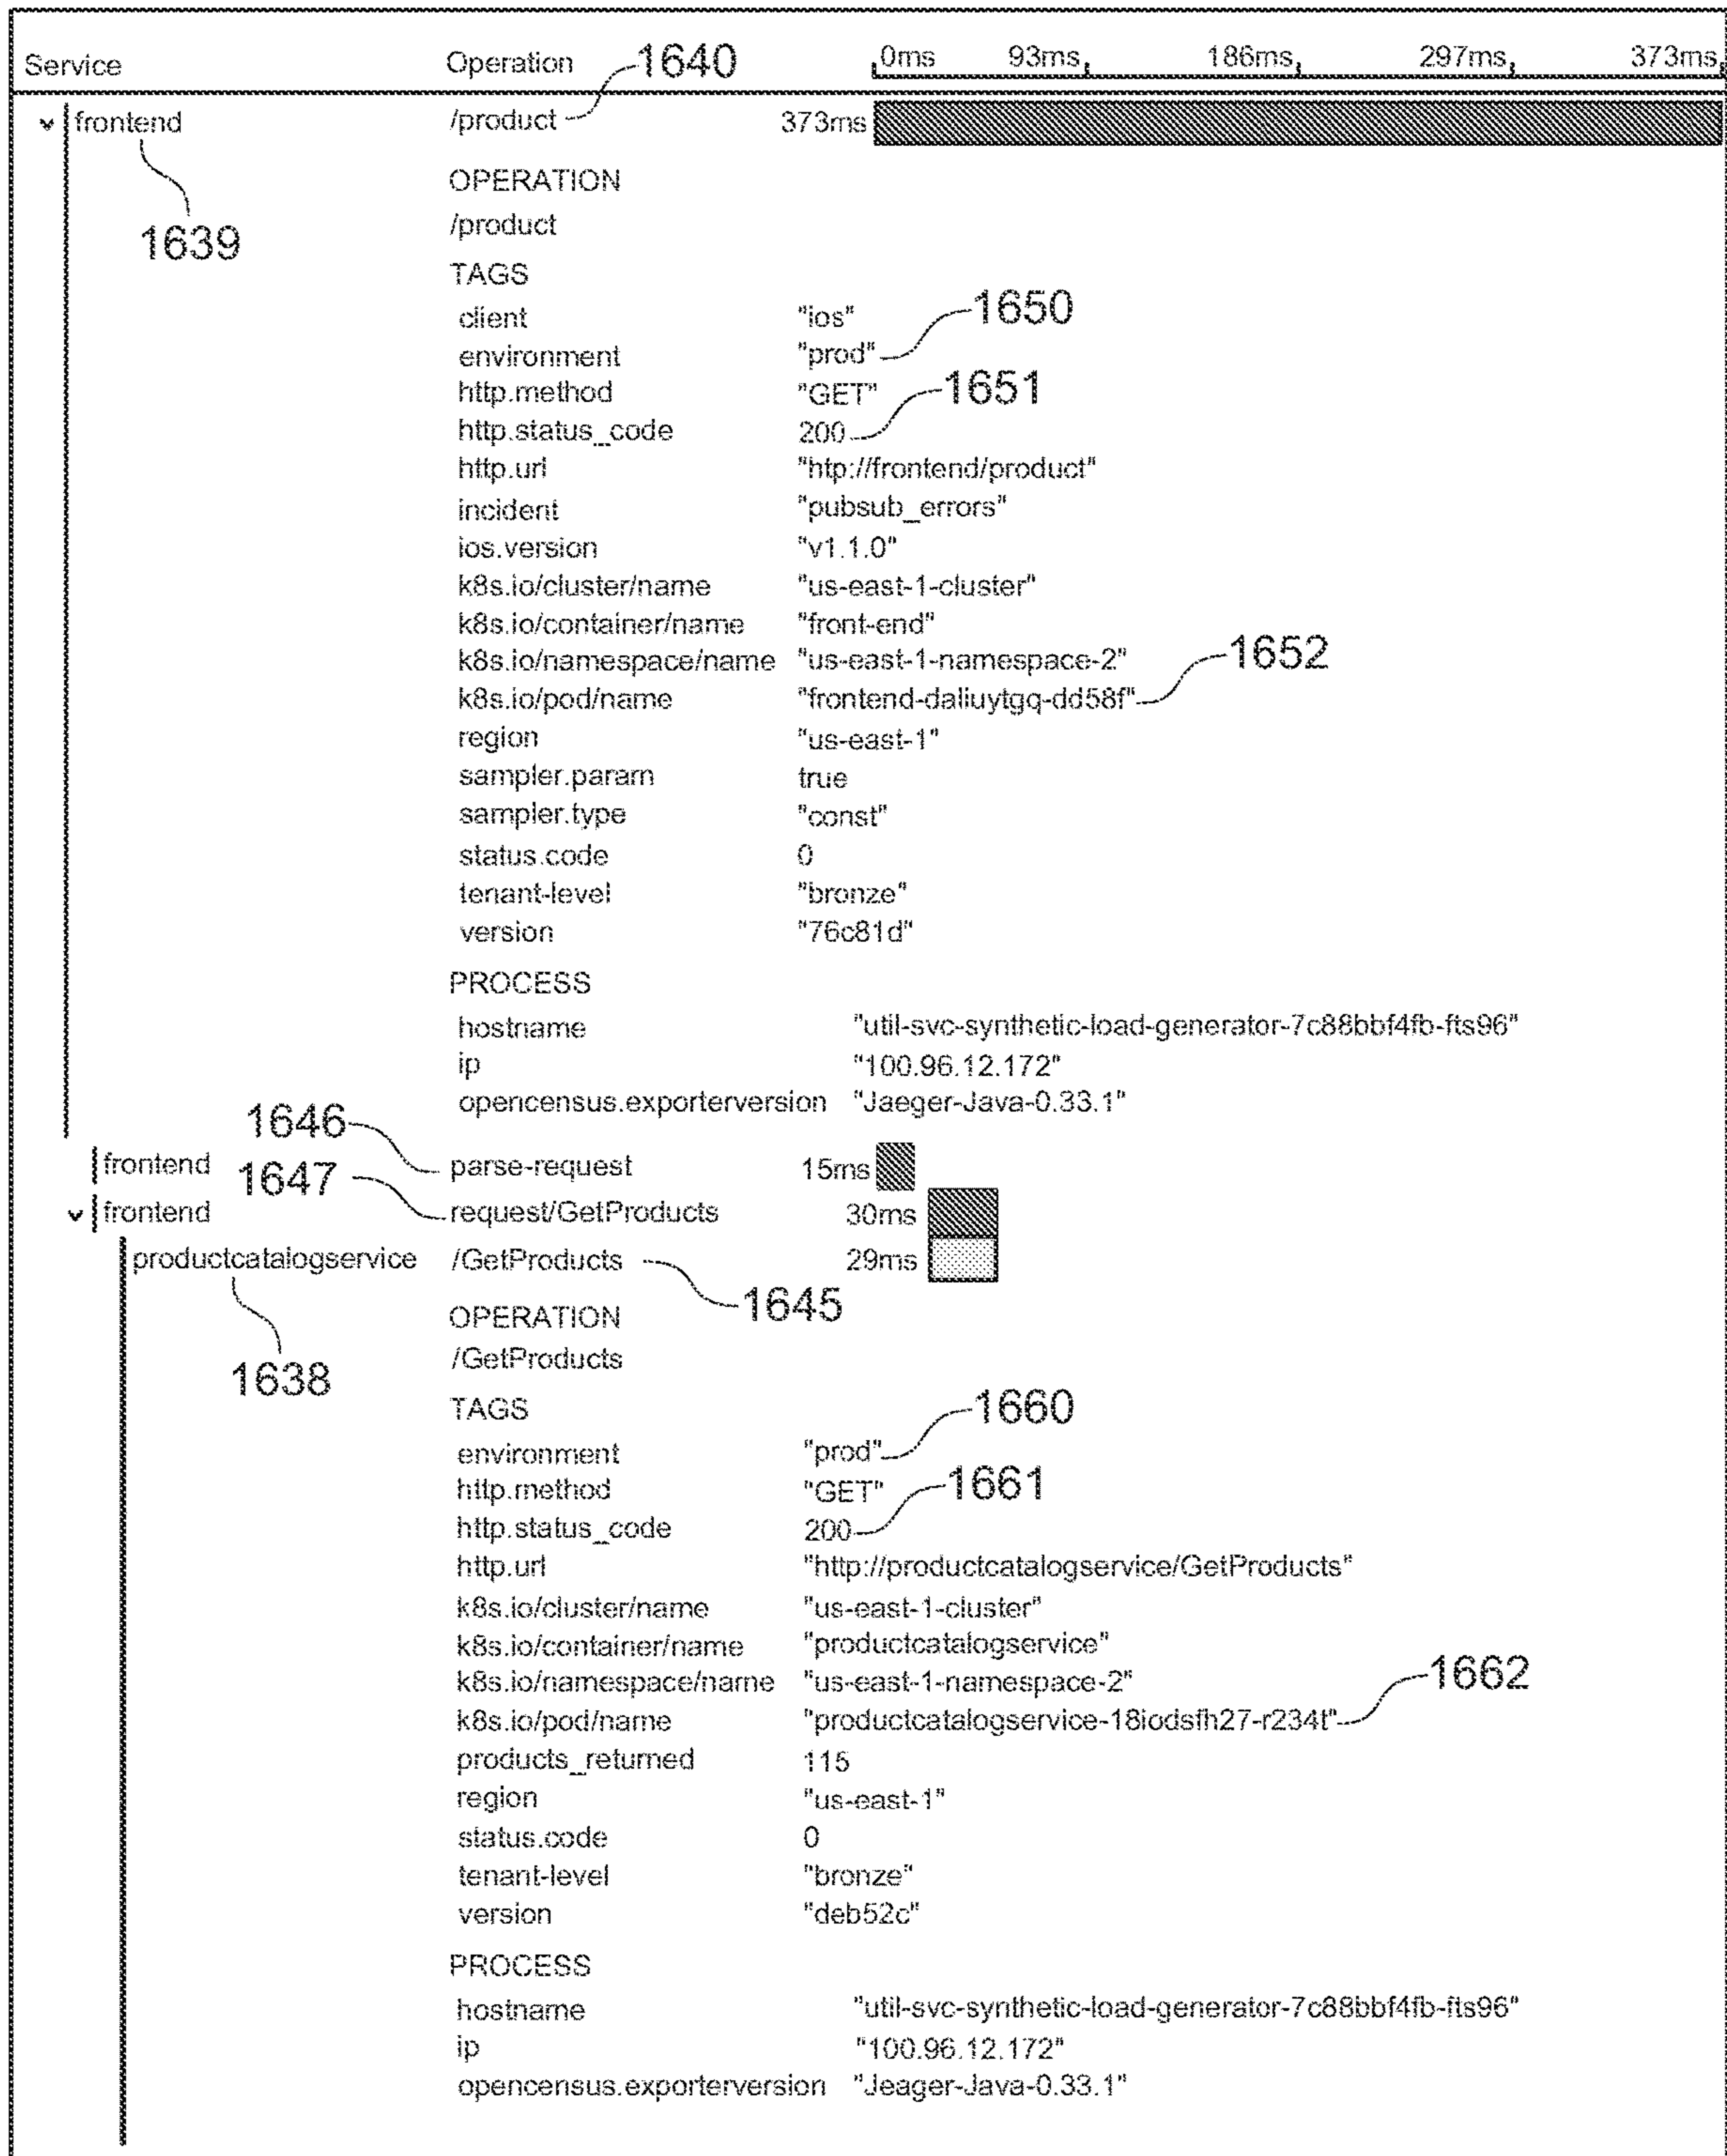 Service Operation 1640 0ms 93ms 186ms 297ms 373ms
frontend /product 373ms
OPERATION
1639 /product
TAGS
client "ios" 1650
environment "prod"
http.method "GET" 1651
http.status_code 200
http.url "htp://frontend/product"
incident "pubsub_errors"
ios.version "v1.1.0"
k8s.io/cluster/name "us-east-1-cluster"
k8s.io/container/name "front-end"
k8s.io/namespace/name "us-east-1-namespace-2" 1652
k8s.io/pod/name "frontend-daliuytgq-dd58f"
region "us-east-1"
sampler.param true
sampler.type "const"
status.code 0
tenant-level "bronze"
version "76c81d"
PROCESS
hostname "util-svc-synthetic-load-generator-7c88bbf4fb-fts96"
ip "100.96.12.172"
opencensus.exporterversion "Jaeger-Java-0.33.1"
1646
frontend parse-request 15ms
1647
frontend request/GetProducts 30ms
productcatalogservice /GetProducts 29ms
1645
OPERATION
/GetProducts
1638
TAGS 1660
environment "prod"
http.method "GET" 1661
http.status_code 200
http.url "http://productcatalogservice/GetProducts"
k8s.io/cluster/name "us-east-1-cluster"
k8s.io/container/name "productcatalogservice"
k8s.io/namespace/name "us-east-1-namespace-2" 1662
k8s.io/pod/name "productcatalogservice-18iodsfh27-r234t"
products_returned 115
region "us-east-1"
status.code 0
tenant-level "bronze"
version "deb52c"
PROCESS
hostname "util-svc-synthetic-load-generator-7c88bbf4fb-fts96"
ip "100.96.12.172"
opencensus.exporterversion "Jeager-Java-0.33.1"